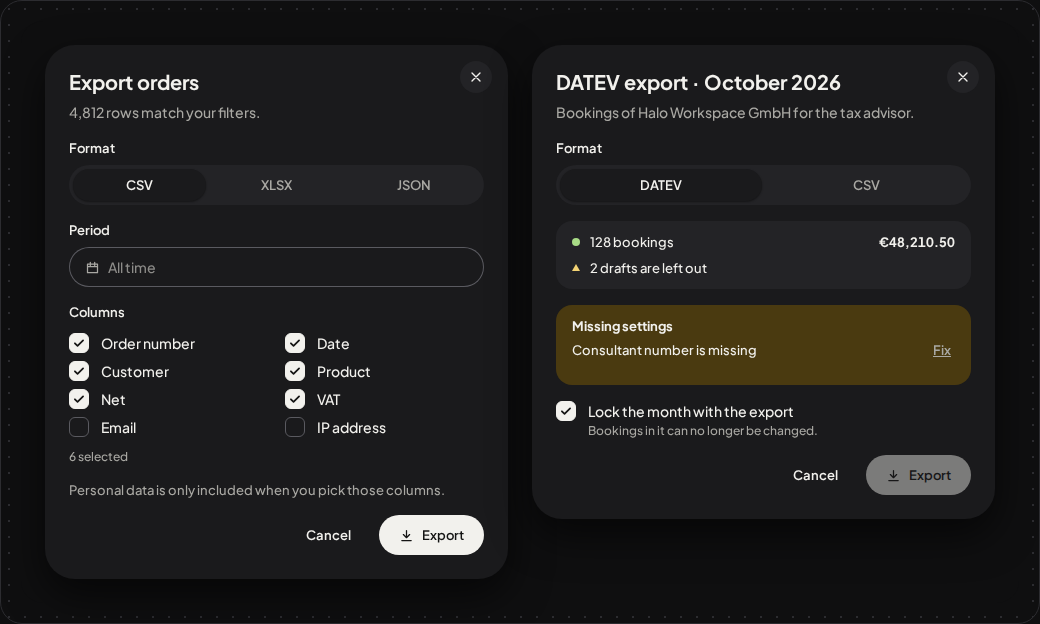 Export orders
4,812 rows match your filters.
Format
CSV XLSX JSON
Period
All time
Columns
Order number Date
Customer Product
Net VAT
Email IP address
6 selected
Personal data is only included when you pick those columns.
Cancel Export
DATEV export · October 2026
Bookings of Halo Workspace GmbH for the tax advisor.
Format
DATEV CSV
128 bookings €48,210.50
2 drafts are left out
Missing settings
Consultant number is missing Fix
Lock the month with the export
Bookings in it can no longer be changed.
Cancel Export